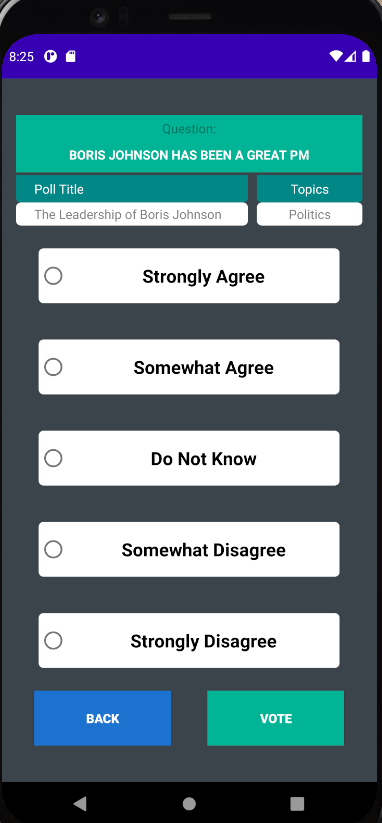 8:25
Question:
BORIS JOHNSON HAS BEEN A GREAT PM
Poll Title Topics
The Leadership of Boris Johnson Politics
Strongly Agree
Somewhat Agree
Do Not Know
Somewhat Disagree
Strongly Disagree
BACK VOTE